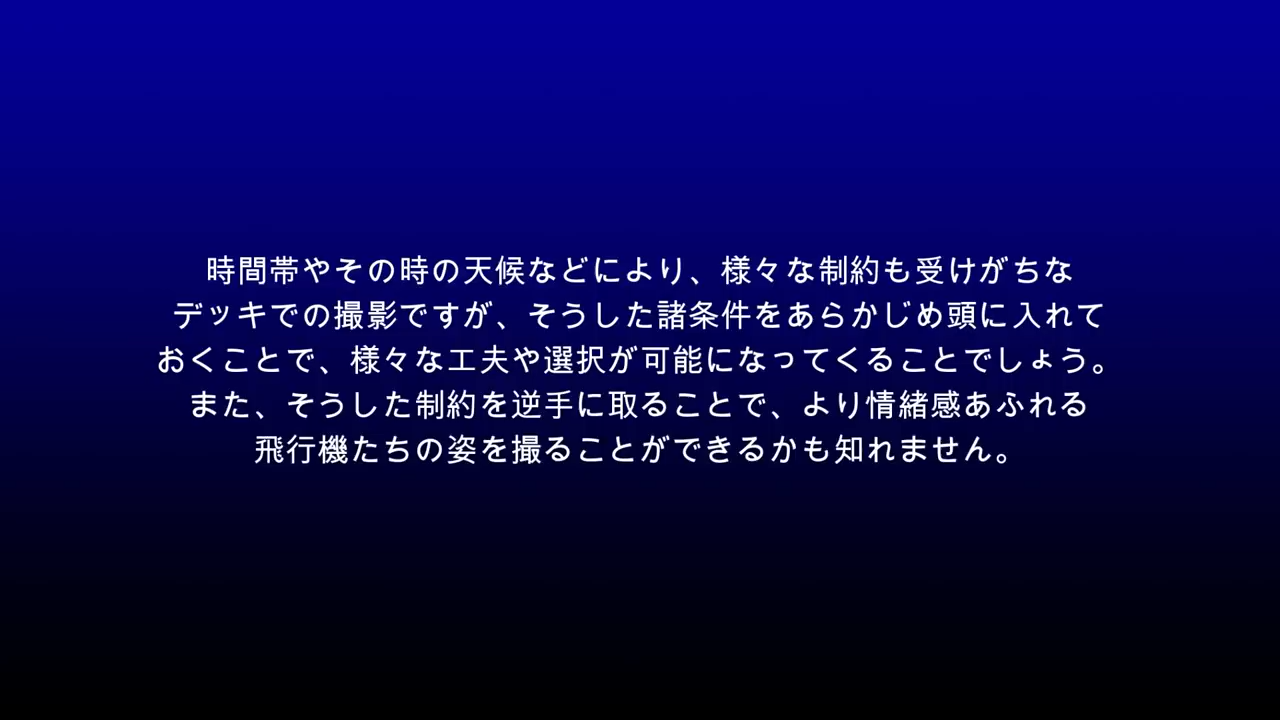 時間帯やその時の天候などにより、様々な制約も受けがちな
デッキでの撮影ですが、そうした諸条件をあらかじめ頭に入れて
おくことで、様々な工夫や選択が可能になってくることでしょう。
また、そうした制約を逆手に取ることで、より情緒感あふれる
飛行機たちの姿を撮ることができるかも知れません。